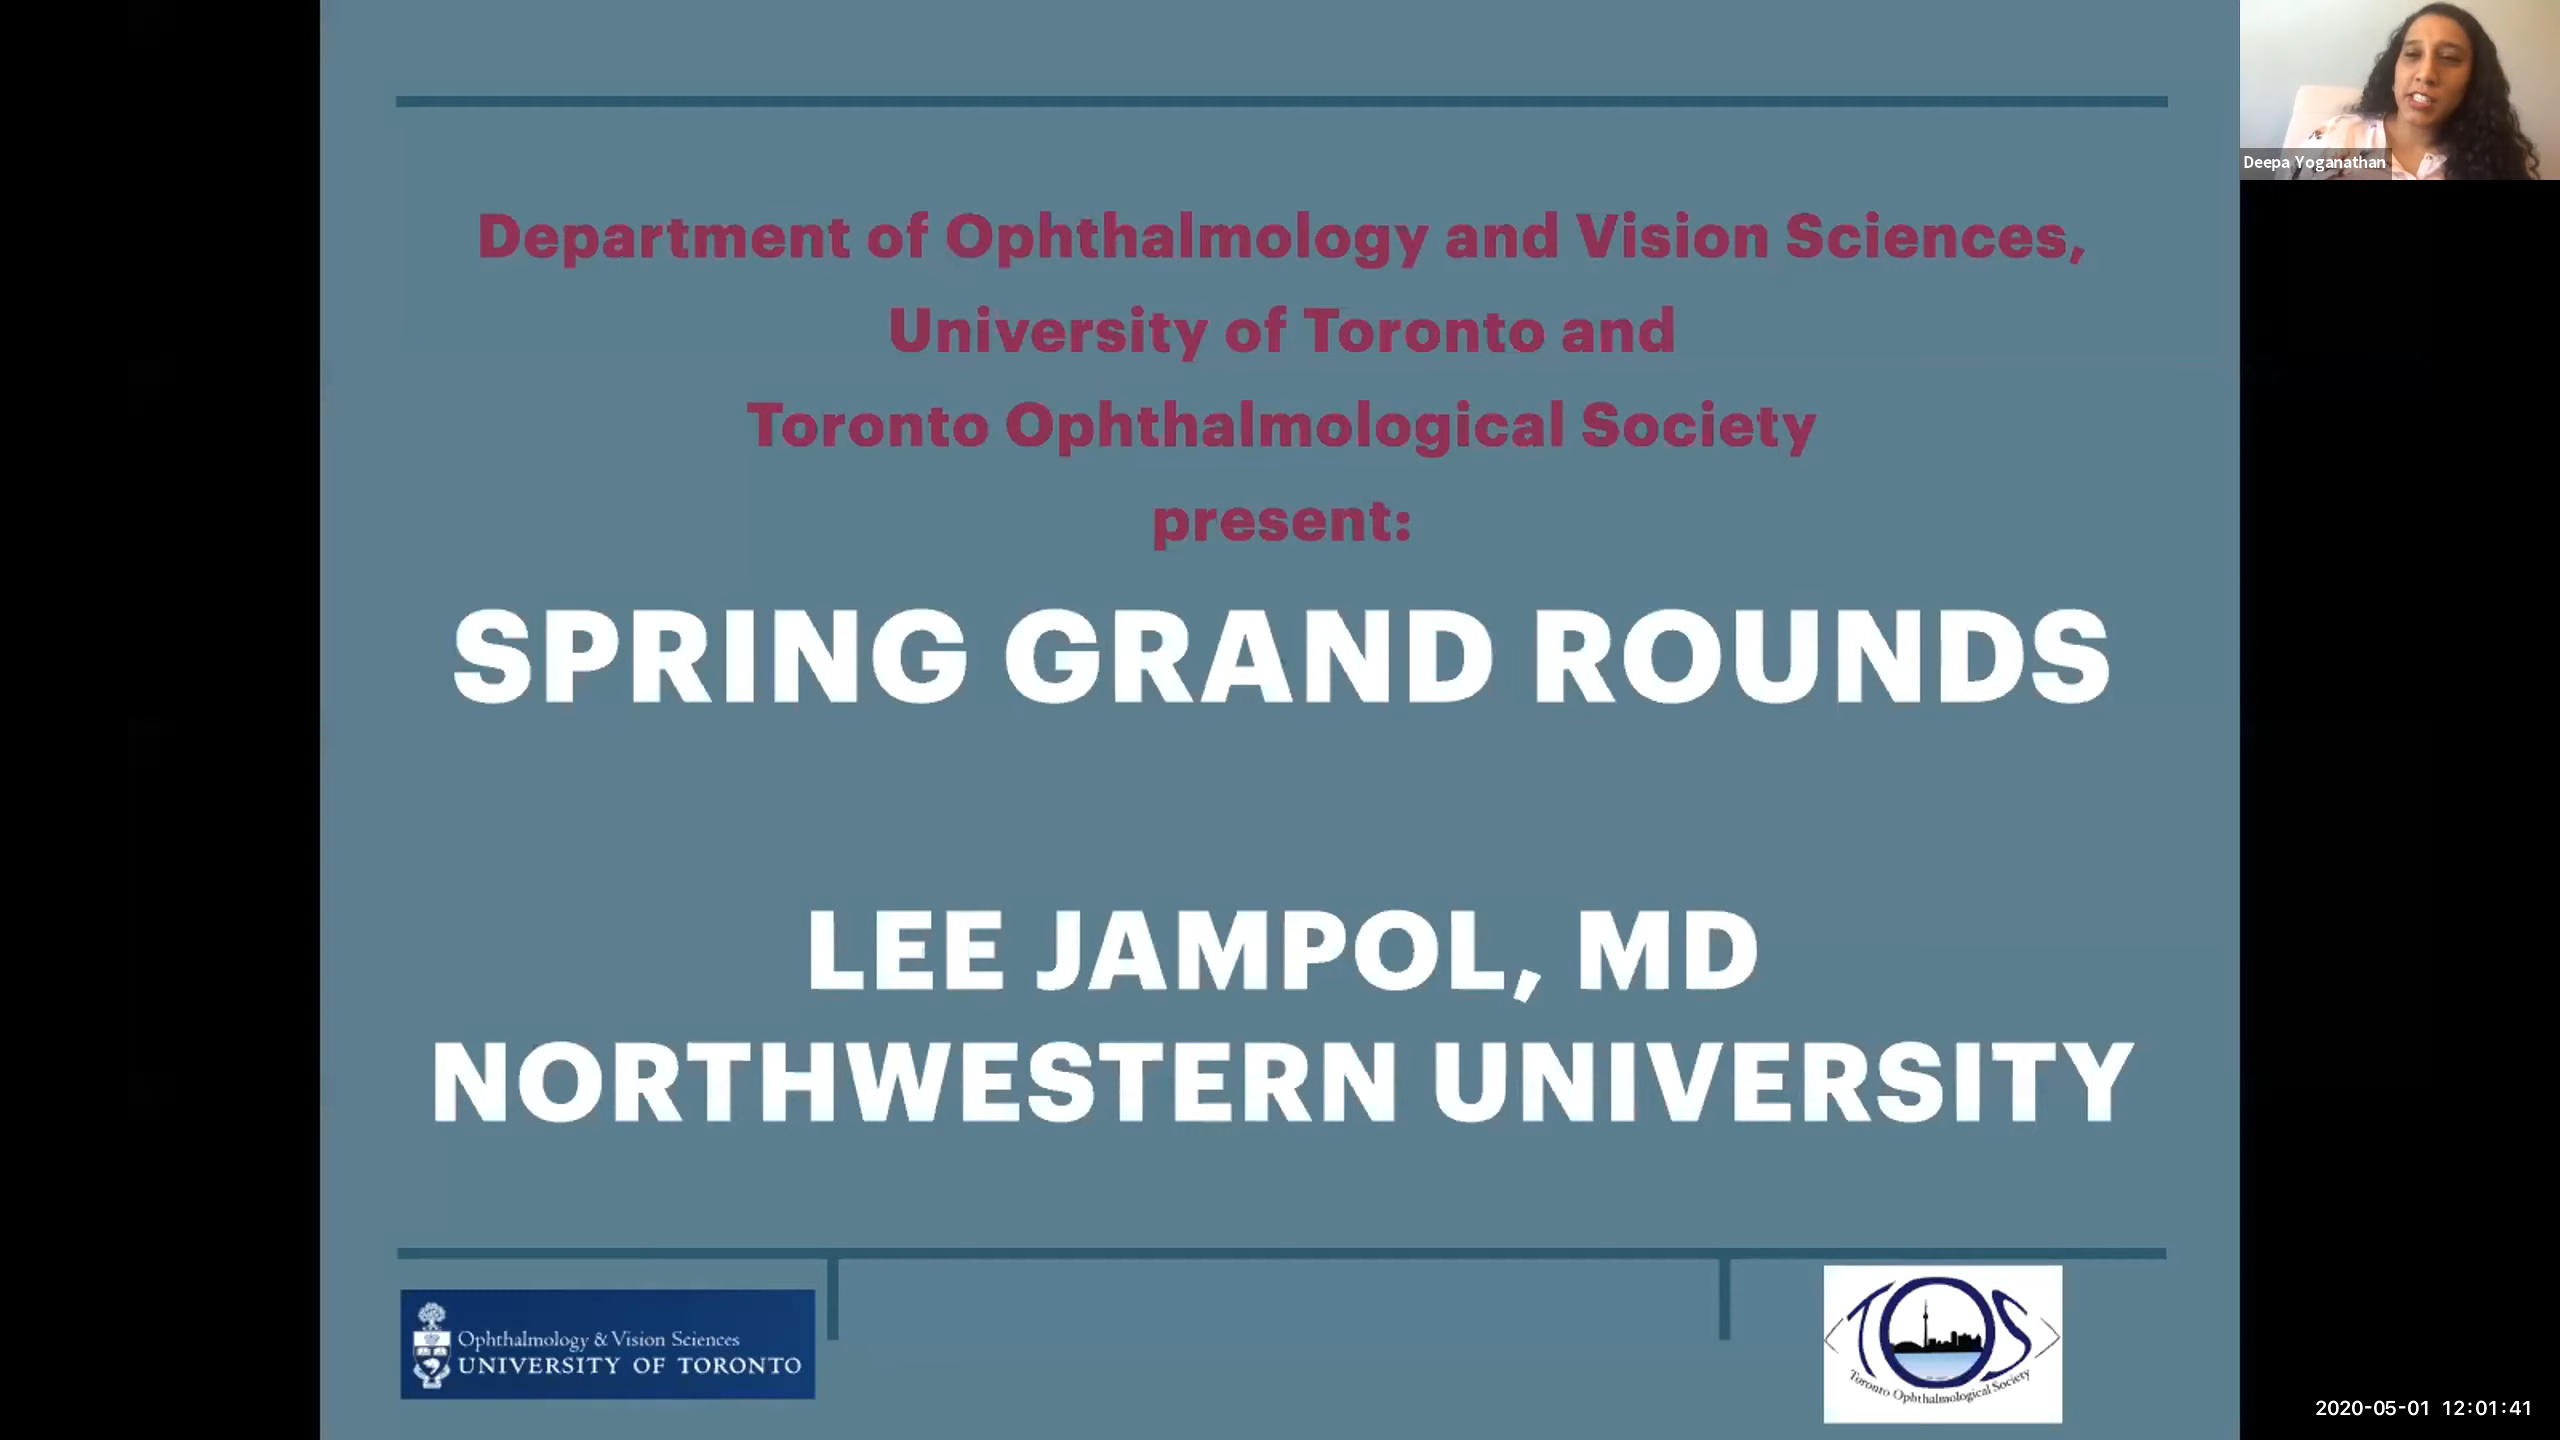 Deepa Yoganathan
Department of Ophthalmology and Vision Sciences,
University of Toronto and
Toronto Ophthalmological Society
present:
SPRING GRAND ROUNDS
LEE JAMPOL, MD
NORTHWESTERN UNIVERSITY
Ophthalmology & Vision Sciences
UNIVERSITY OF TORONTO
TOS
Toronto Ophthalmological Society
2020-05-01 12:01:41